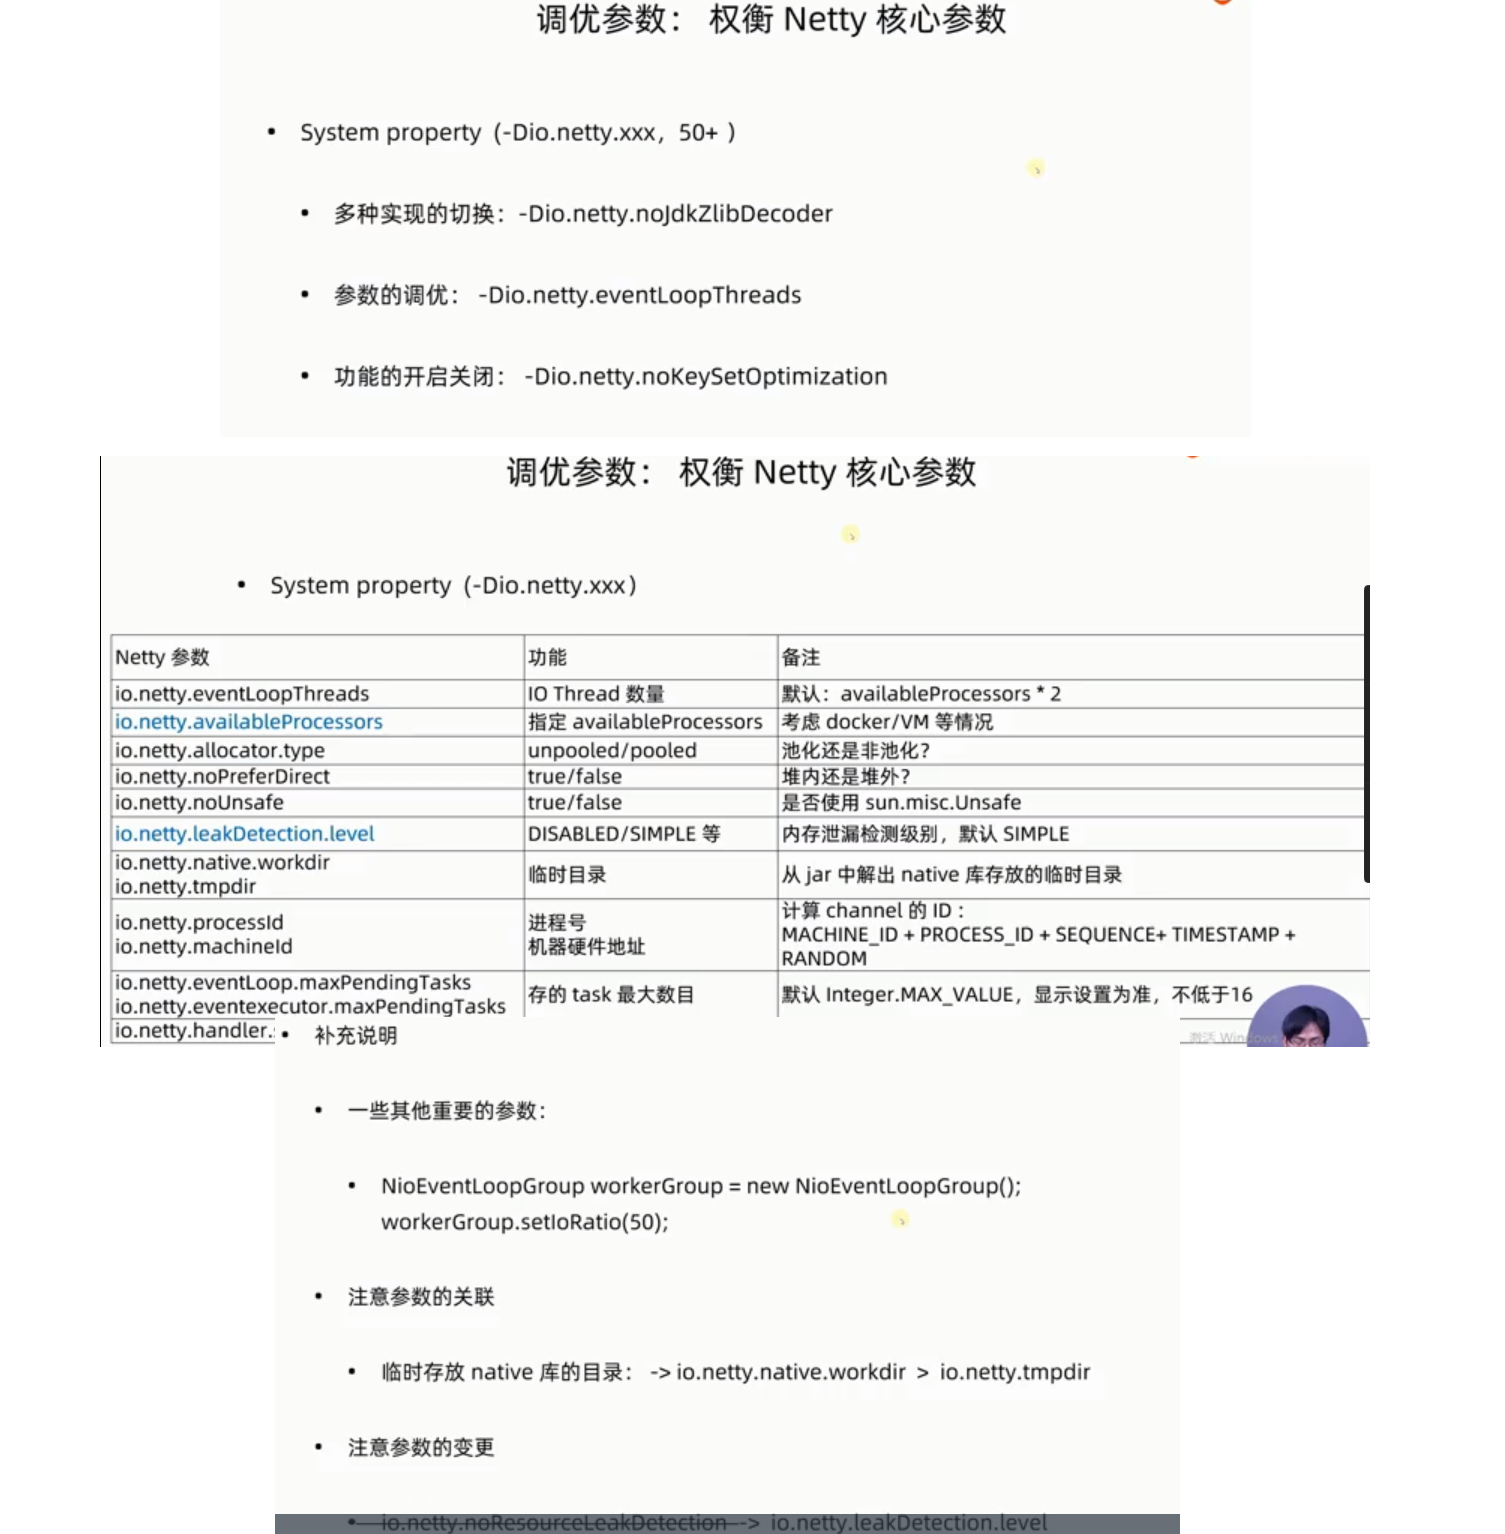 调优参数： 权衡 Netty 核心参数
• System property（-Dio.netty.xxx，50+ ）
• 多种实现的切换：-Dio.netty.noJdkZlibDecoder
• 参数的调优： -Dio.netty.eventLoopThreads
• 功能的开启关闭： -Dio.netty.noKeySetOptimization
调优参数： 权衡 Netty 核心参数
• System property（-Dio.netty.xxx）
Netty 参数 功能 备注
io.netty.eventLoopThreads IO Thread 数量 默认：availableProcessors * 2
io.netty.availableProcessors 指定 availableProcessors 考虑 docker/VM 等情况
io.netty.allocator.type unpooled/pooled 池化还是非池化？
io.netty.noPreferDirect true/false 堆内还是堆外？
io.netty.noUnsafe true/false 是否使用 sun.misc.Unsafe
io.netty.leakDetection.level DISABLED/SIMPLE 等 内存泄漏检测级别，默认 SIMPLE
io.netty.native.workdir
io.netty.tmpdir
临时目录 从 jar 中解出 native 库存放的临时目录
io.netty.processId
io.netty.machineId
进程号
机器硬件地址
计算 channel 的 ID：
MACHINE_ID + PROCESS_ID + SEQUENCE+ TIMESTAMP +
RANDOM
io.netty.eventLoop.maxPendingTasks
io.netty.eventexecutor.maxPendingTasks
存的 task 最大数目 默认 Integer.MAX_VALUE，显示设置为准，不低于16
io.netty.handler.
激活 Windows
• 补充说明
• 一些其他重要的参数：
• NioEventLoopGroup workerGroup = new NioEventLoopGroup();
workerGroup.setIoRatio(50);
• 注意参数的关联
• 临时存放 native 库的目录： -> io.netty.native.workdir > io.netty.tmpdir
• 注意参数的变更
• io.netty.noResourceLeakDetection --> io.netty.leakDetection.level